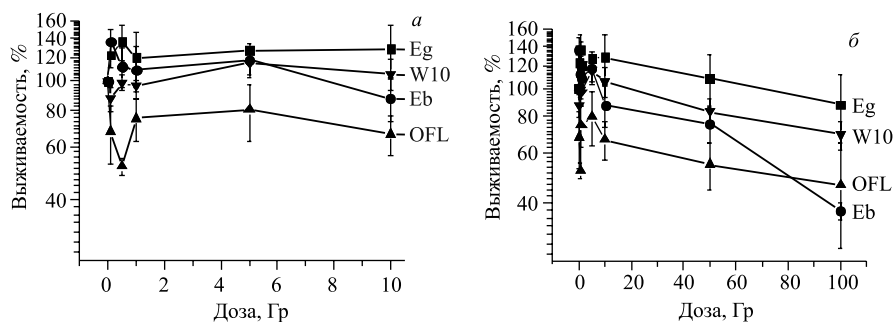 а
160
140
120
100
80
60
40
Выживаемость, %
Eg
W10
Eb
OFL
0 2 4 6 8 10
Доза, Гр
б
160
140
120
100
80
60
40
Выживаемость, %
Eg
W10
OFL
Eb
0 20 40 60 80 100
Доза, Гр